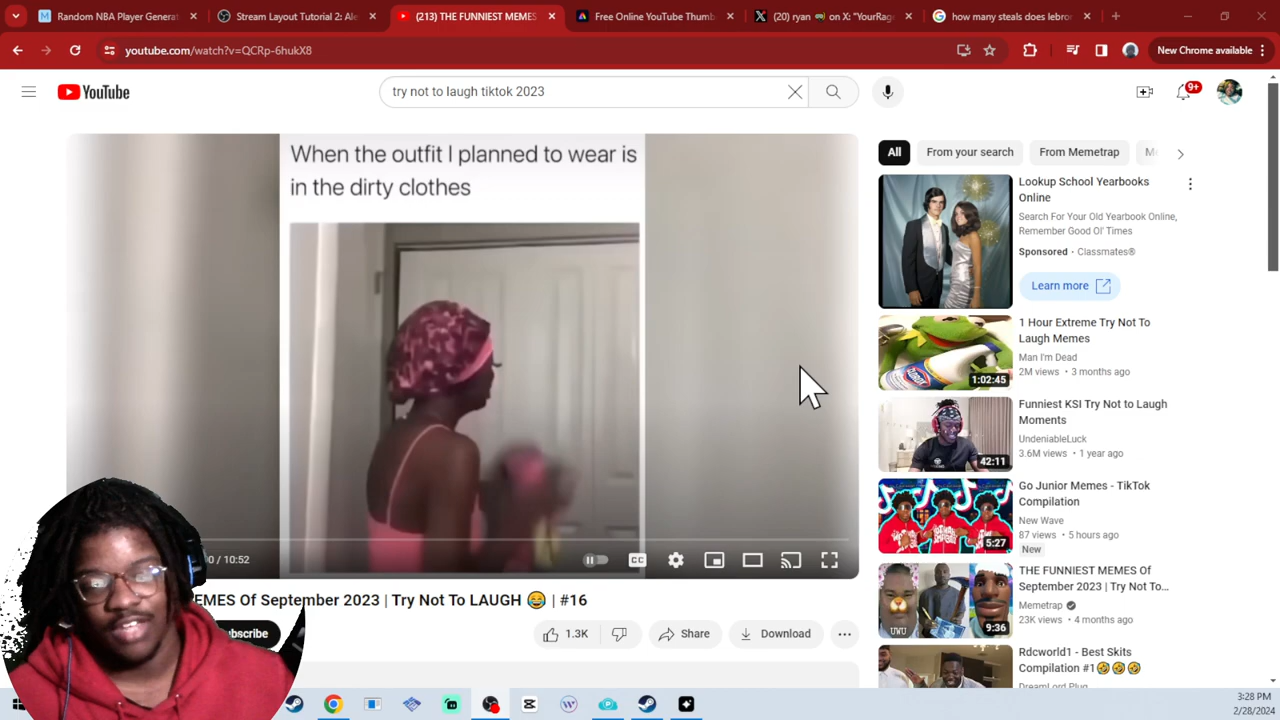 Random NBA Player Generat
Stream Layout Tutorial 2: Ale
(213) THE FUNNIEST MEMES
Free Online YouTube Thumb
(20) ryan on X: "YourRag
how many steals does lebron
youtube.com/watch?v=QCRp-6hukX8
New Chrome available
YouTube
try not to laugh tiktok 2023
9+
When the outfit I planned to wear is
in the dirty clothes
0 / 10:52
CC
EMES Of September 2023 | Try Not To LAUGH 😂 | #16
ubscribe
1.3K
Share
Download
All
From your search
From Memetrap
Lookup School Yearbooks
Online
Search For Your Old Yearbook Online,
Remember Good Ol' Times
Sponsored · Classmates®
Learn more
1 Hour Extreme Try Not To
Laugh Memes
Man I'm Dead
2M views · 3 months ago
1:02:45
Funniest KSI Try Not to Laugh
Moments
UndeniableLuck
3.6M views · 1 year ago
42:11
Go Junior Memes - TikTok
Compilation
New Wave
87 views · 5 hours ago
New
5:27
THE FUNNIEST MEMES Of
September 2023 | Try Not To...
Memetrap
23K views · 4 months ago
UWU
9:36
Rdcworld1 - Best Skits
Compilation #1🤣🤣🤣
DreamLord Plug
3:28 PM
2/28/2024